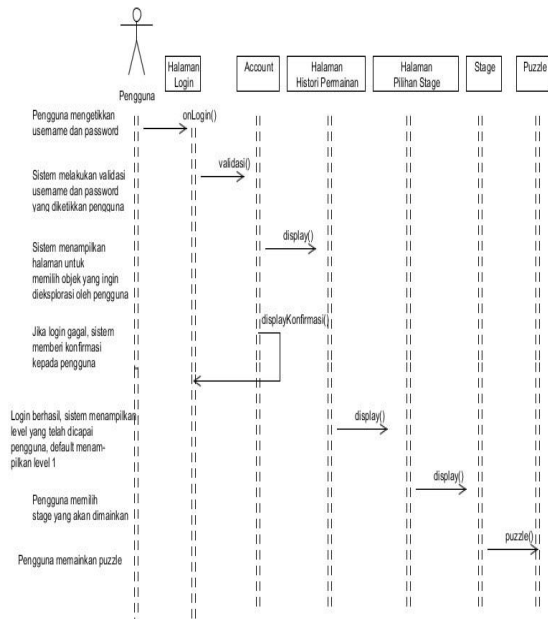 Pengguna
Halaman
Login
Account
Halaman
Histori Permainan
Halaman
Pilihan Stage
Stage
Puzzle
Pengguna mengetikkan
username dan password
onLogin()
Sistem melakukan validasi
username dan password
yang diketikkan pengguna
validasi()
Sistem menampilkan
halaman untuk
memilih objek yang ingin
dieksplorasi oleh pengguna
display()
Jika login gagal, sistem
memberi konfirmasi
kepada pengguna
displayKonfirmasi()
Login berhasil, sistem menampilkan
level yang telah dicapai
pengguna, default menam-
pilkan level 1
display()
Pengguna memilih
stage yang akan dimainkan
display()
Pengguna memainkan puzzle
puzzle()